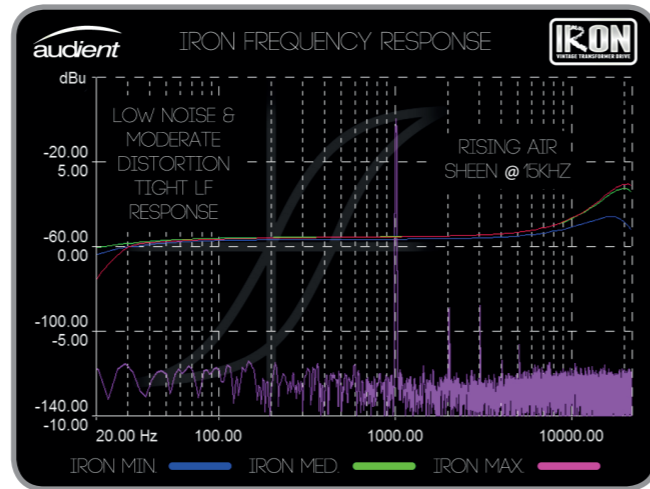 audient
IRON FREQUENCY RESPONSE
IRON
VINTAGE TRANSFORMER DRIVE
dBu
LOW NOISE &
MODERATE
DISTORTION
TIGHT LF
RESPONSE
RISING AIR
SHEEN @ 15KHZ
-20.00
5.00
-60.00
0.00
-100.00
-5.00
-140.00
-10.00
20.00 Hz
100.00
1000.00
10000.00
IRON MIN.
IRON MED.
IRON MAX.